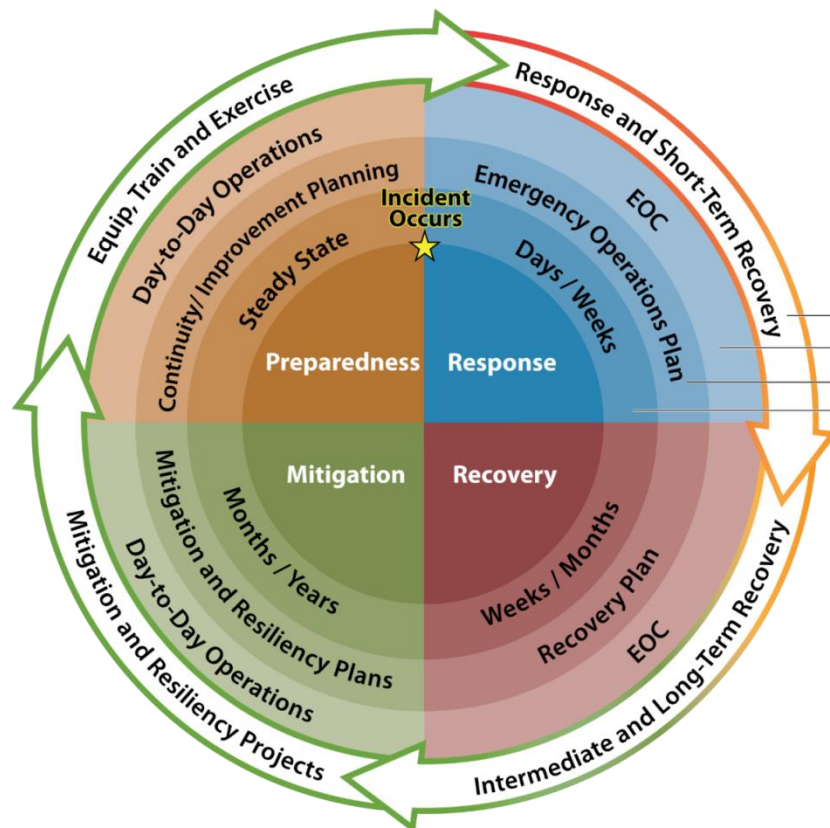 Equip, Train and Exercise
Day-to-Day Operations
Continuity/ Improvement Planning
Steady State
Preparedness
Incident
Occurs
Response and Short-Term Recovery
EOC
Emergency Operations Plan
Days / Weeks
Response
Mitigation
Months / Years
Mitigation and Resiliency Plans
Day-to-Day Operations
Mitigation and Resiliency Projects
Recovery
Weeks / Months
Recovery Plan
EOC
Intermediate and Long-Term Recovery